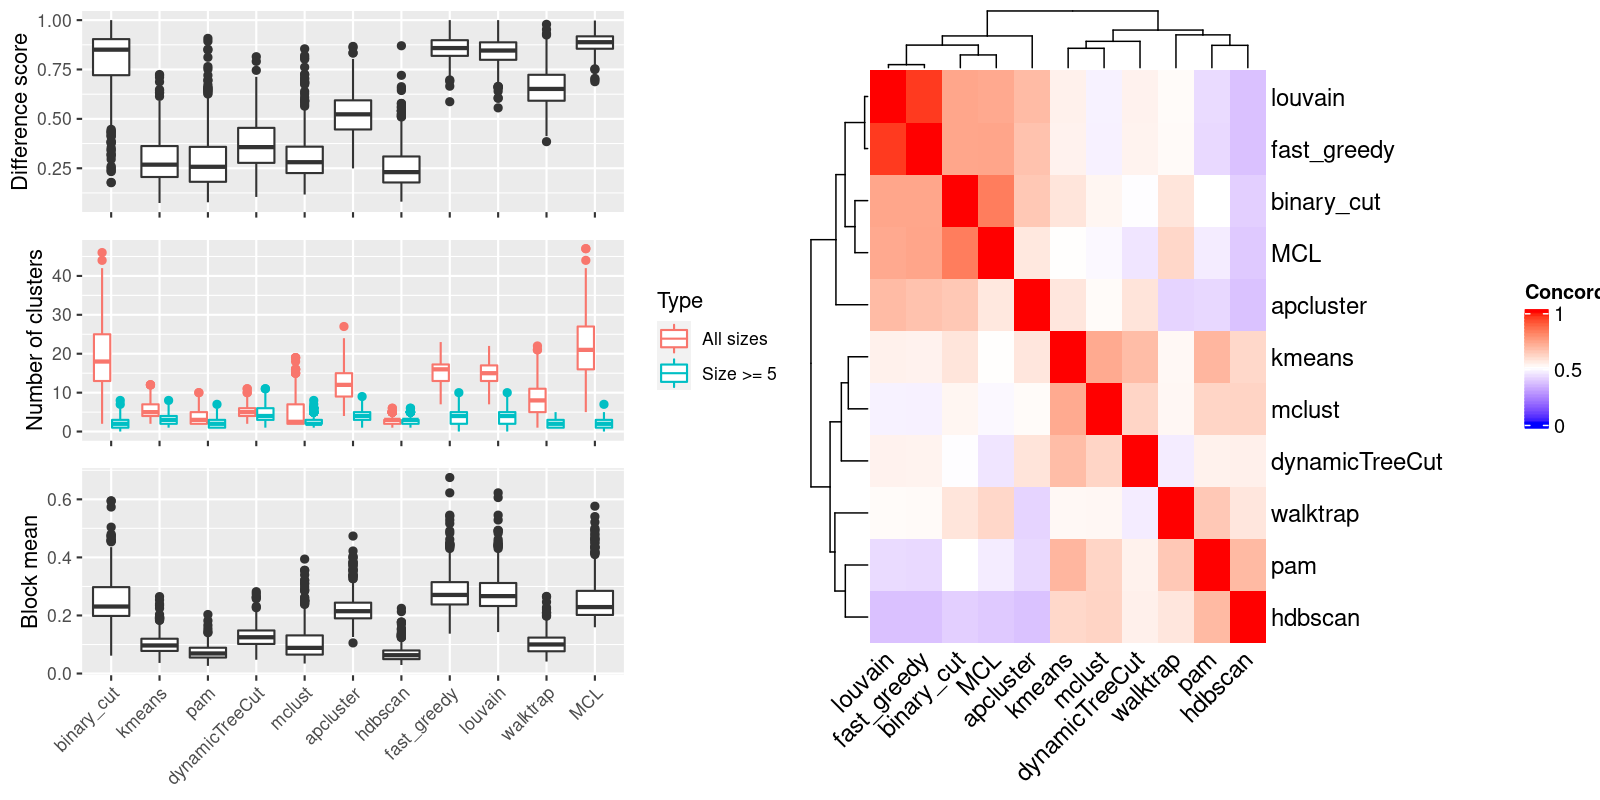 Difference score
1.00
0.75
0.50
0.25
Number of clusters
40
30
20
10
0
Block mean
0.6
0.4
0.2
0.0
binary_cut
kmeans
pam
dynamicTreeCut
mclust
apcluster
hdbscan
fast_greedy
louvain
walktrap
MCL
Type
All sizes
Size >= 5
louvain
fast_greedy
binary_cut
MCL
apcluster
kmeans
mclust
dynamicTreeCut
walktrap
pam
hdbscan
louvain
fast_greedy
binary_cut
MCL
apcluster
kmeans
mclust
dynamicTreeCut
walktrap
pam
hdbscan
Concord
1
0.5
0